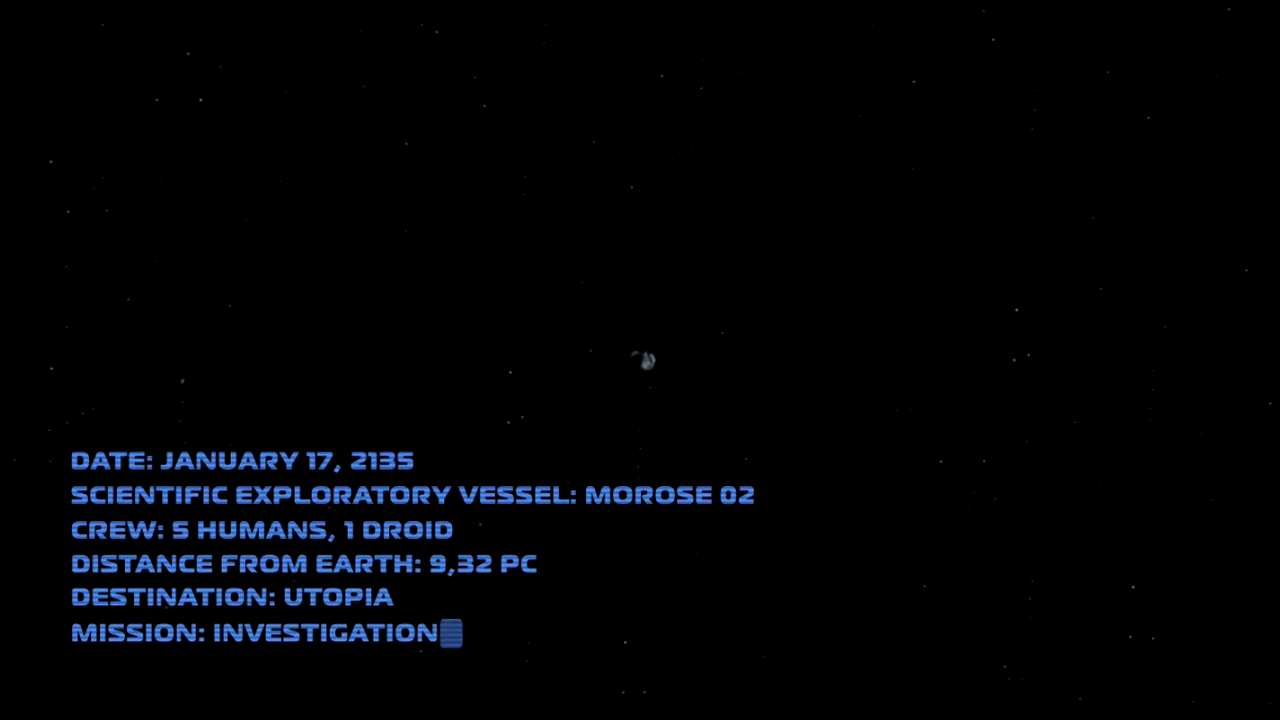 DATE: JANUARY 17, 2135
SCIENTIFIC EXPLORATORY VESSEL: MOROSE 02
CREW: 5 HUMANS, 1 DROID
DISTANCE FROM EARTH: 9,32 PC
DESTINATION: UTOPIA
MISSION: INVESTIGATION